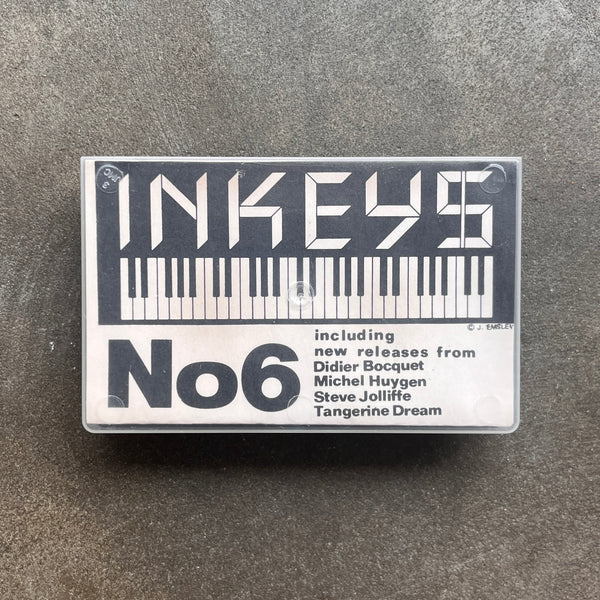 INKEYS
© J. EMSLEY
No6
including
new releases from
Didier Bocquet
Michel Huygen
Steve Jolliffe
Tangerine Dream